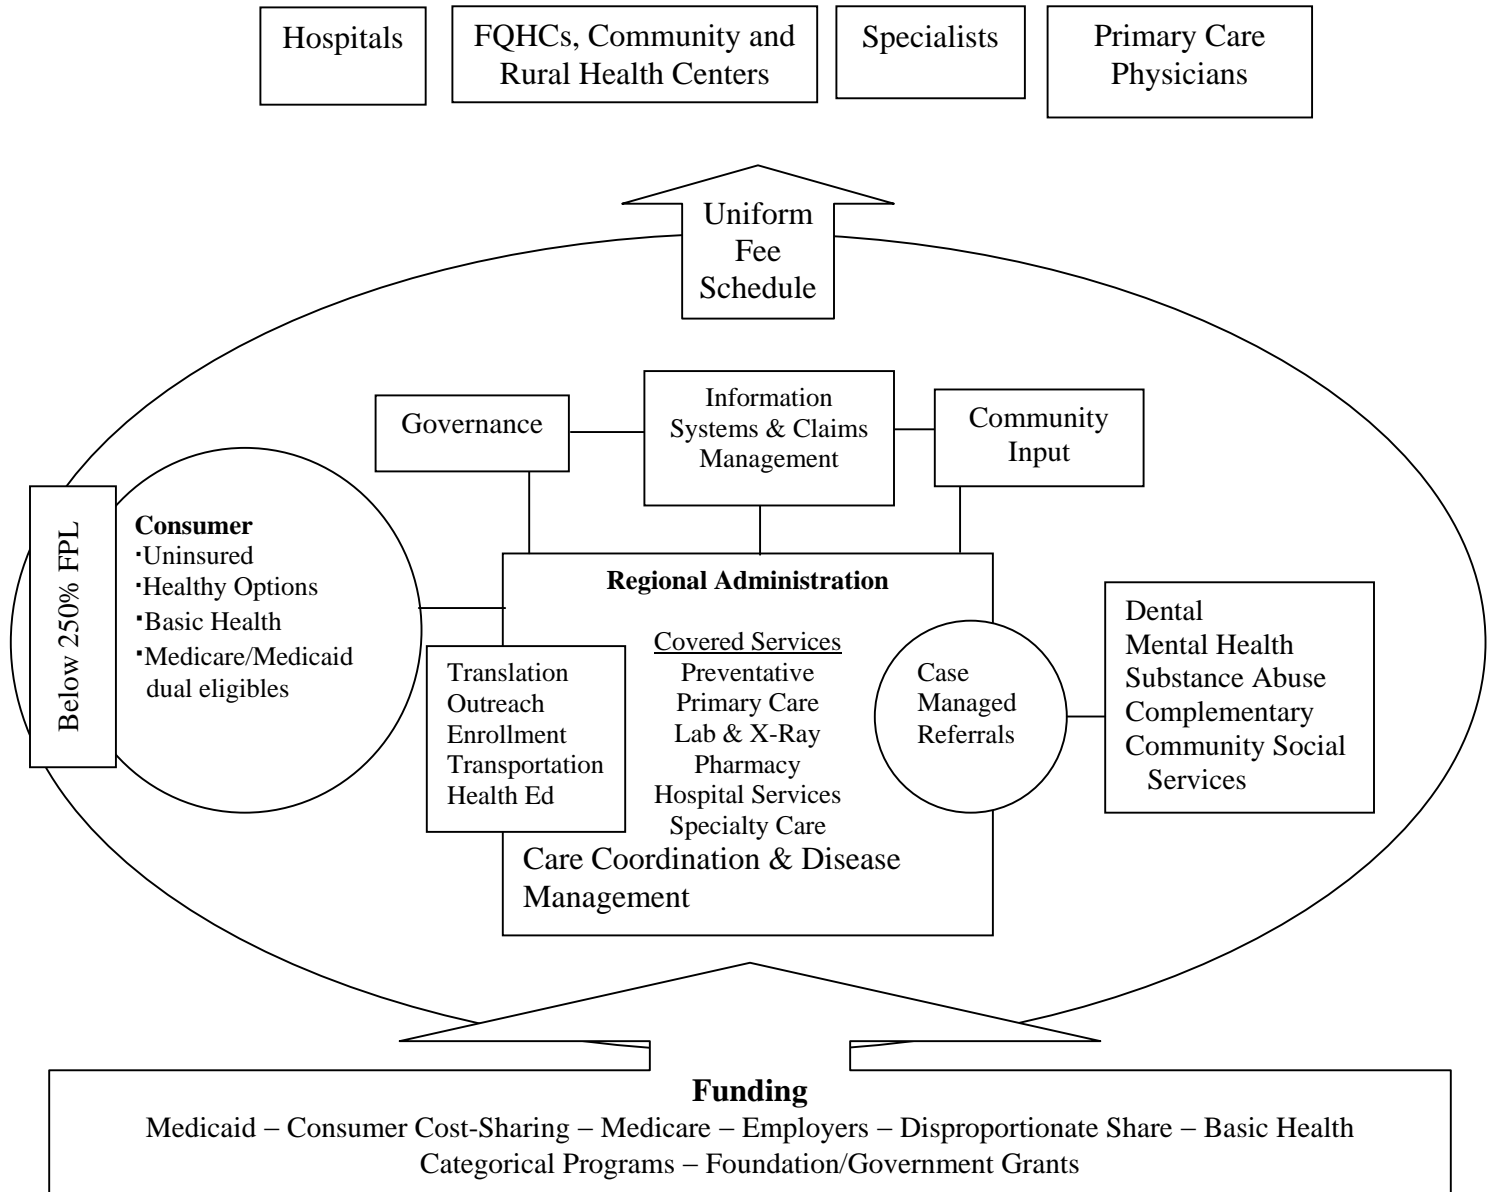 Hospitals
FQHCs, Community and
Rural Health Centers
Specialists
Primary Care
Physicians
Uniform
Fee
Schedule
Governance
Information
Systems & Claims
Management
Community
Input
Below 250% FPL
Consumer
·Uninsured
·Healthy Options
·Basic Health
·Medicare/Medicaid
dual eligibles
Regional Administration
Translation
Outreach
Enrollment
Transportation
Health Ed
Covered Services
Preventative
Primary Care
Lab & X-Ray
Pharmacy
Hospital Services
Specialty Care
Care Coordination & Disease
Management
Case
Managed
Referrals
Dental
Mental Health
Substance Abuse
Complementary
Community Social
Services
Funding
Medicaid – Consumer Cost-Sharing – Medicare – Employers – Disproportionate Share – Basic Health
Categorical Programs – Foundation/Government Grants